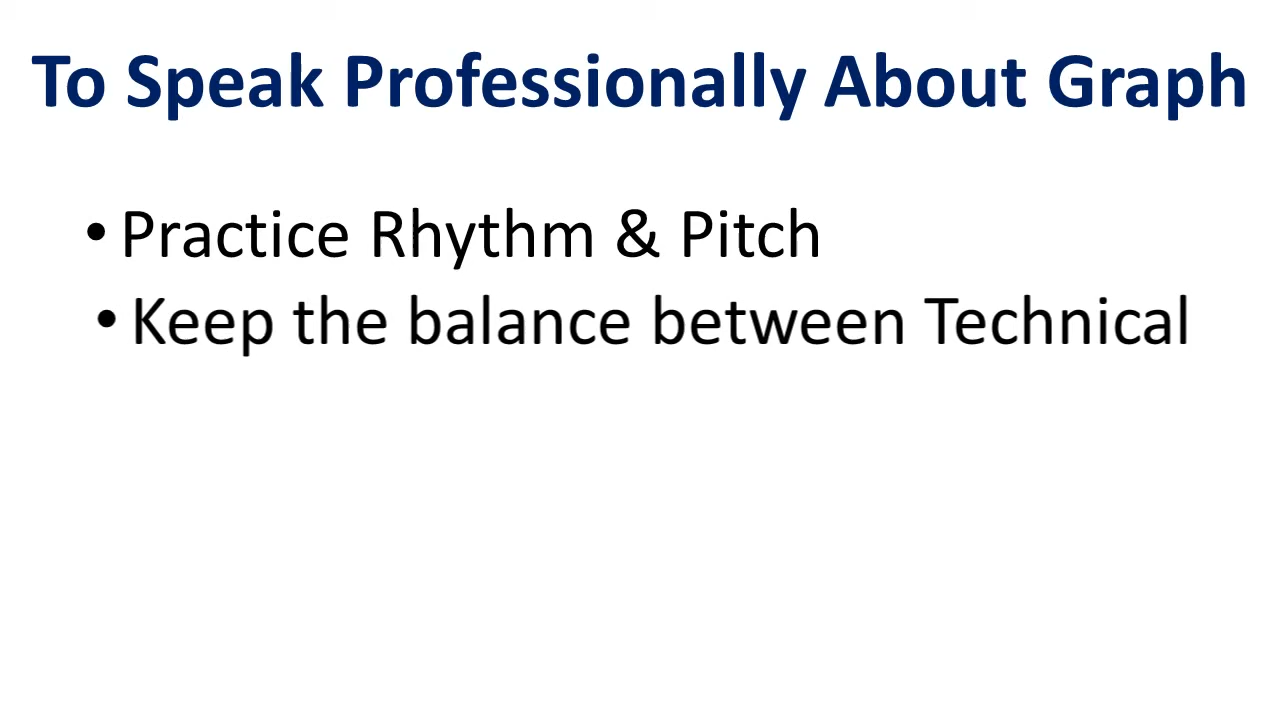 To Speak Professionally About Graph
• Practice Rhythm & Pitch
• Keep the balance between Technical